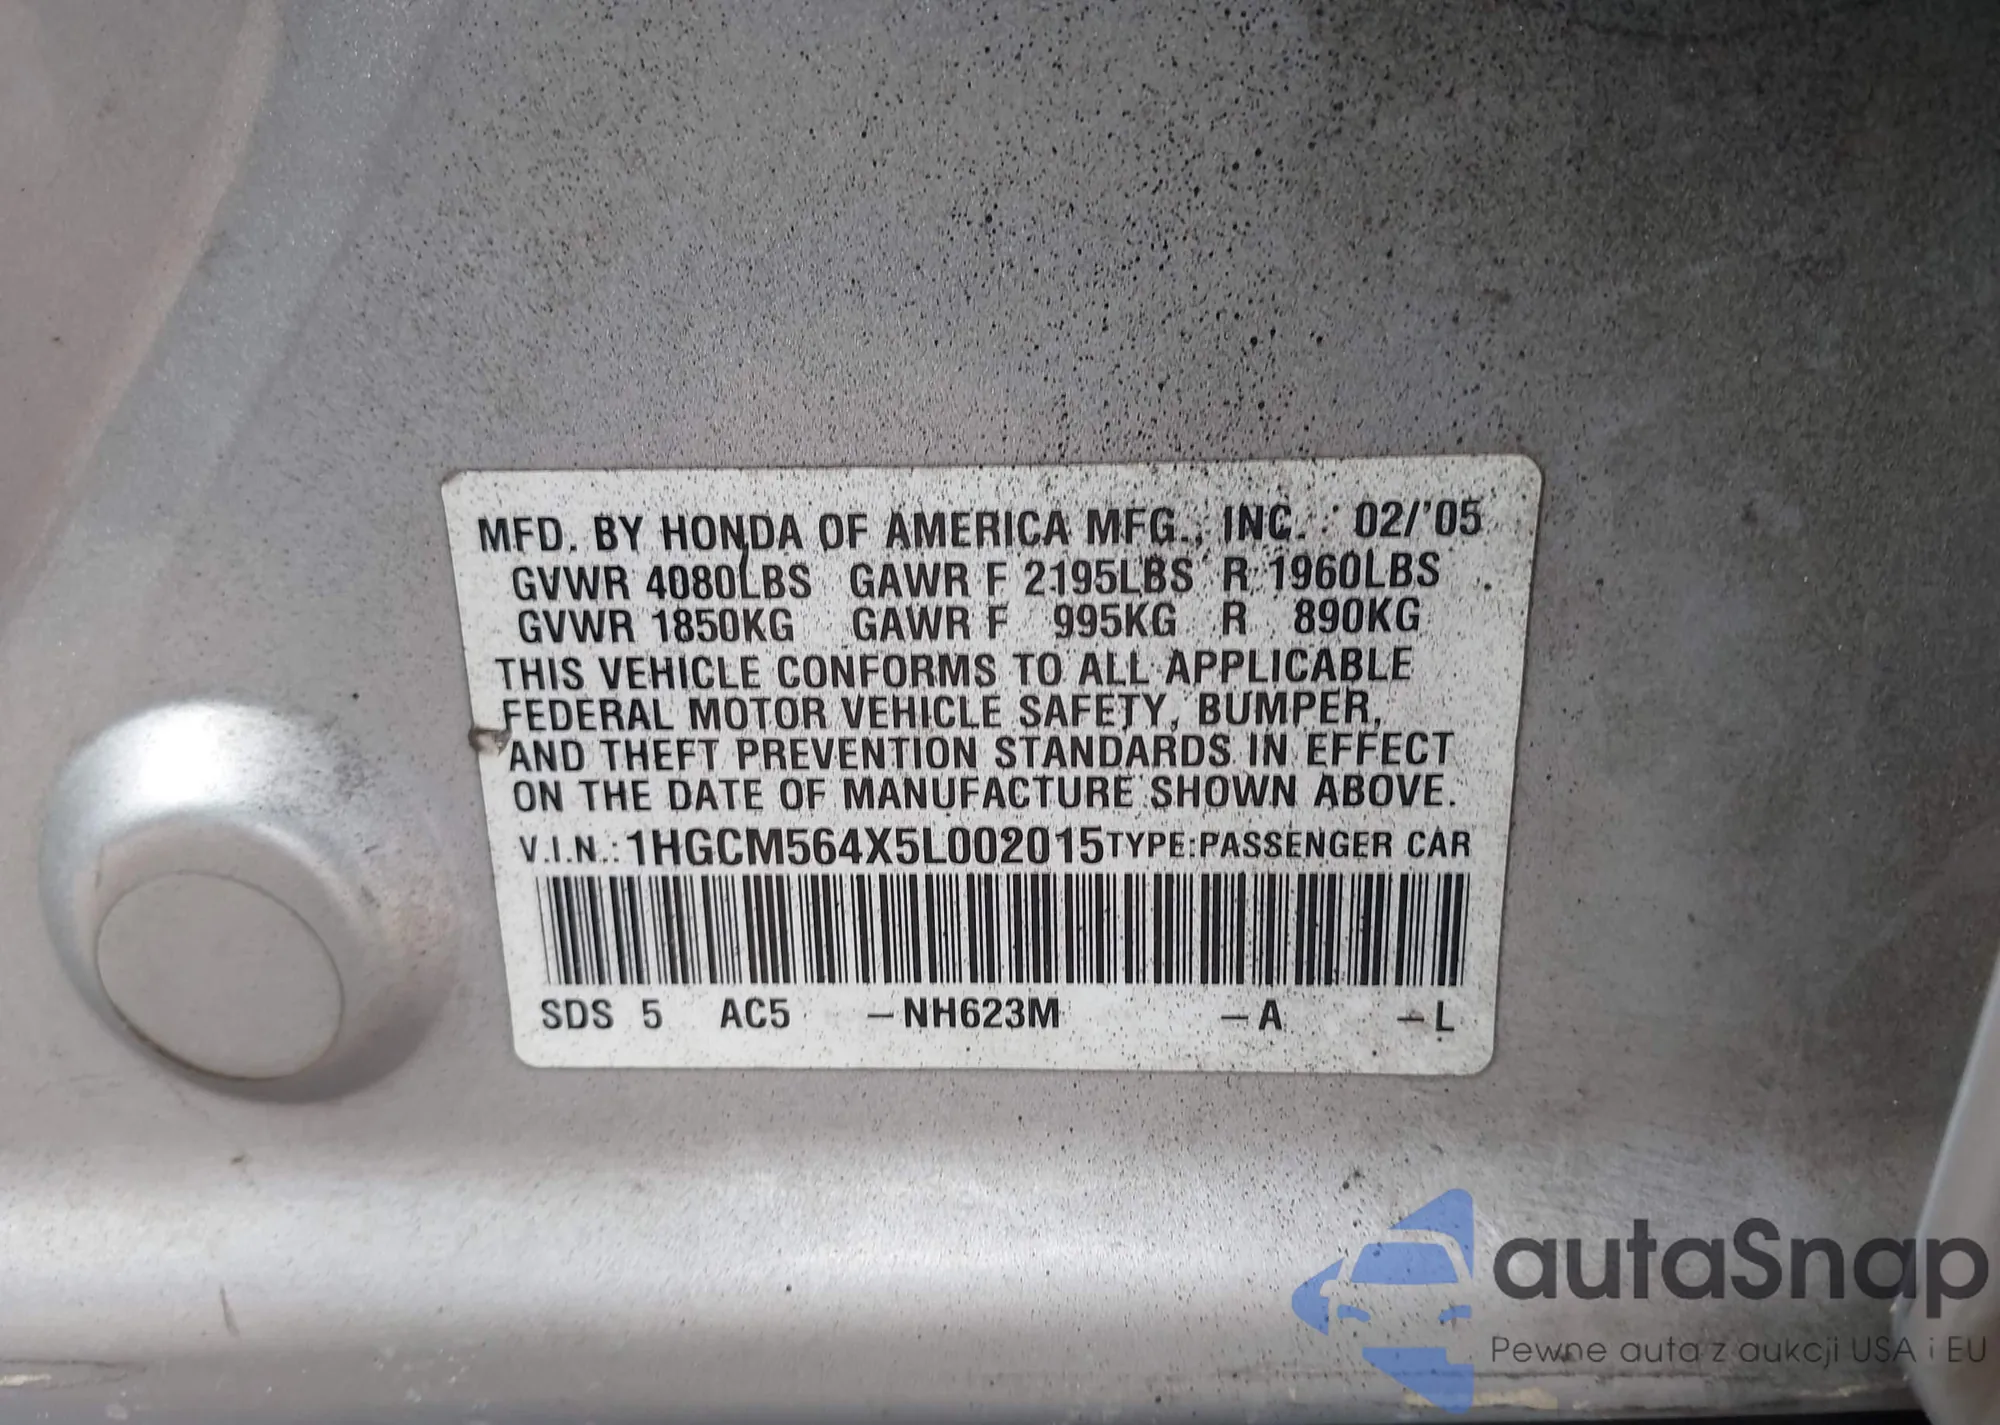 MFD. BY HONDA OF AMERICA MFG., INC. 02/'05
GVWR 4080LBS GAWR F 2195LBS R 1960LBS
GVWR 1850KG GAWR F 995KG R 890KG
THIS VEHICLE CONFORMS TO ALL APPLICABLE
FEDERAL MOTOR VEHICLE SAFETY, BUMPER,
AND THEFT PREVENTION STANDARDS IN EFFECT
ON THE DATE OF MANUFACTURE SHOWN ABOVE.
V.I.N.: 1HGCM564X5L002015 TYPE:PASSENGER CAR
SDS 5 AC5 –NH623M –A –L
autaSnap
Pewne auta z aukcji USA i EU